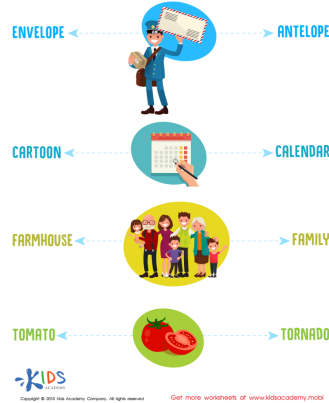 ENVELOPE ANTELOPE
CARTOON CALENDAR
FARMHOUSE FAMILY
TOMATO TORNADO
KIDS
ACADEMY
Copyright © 2015 Kids Academy Company. All rights reserved
Get more worksheets at www.kidsacademy.mobi